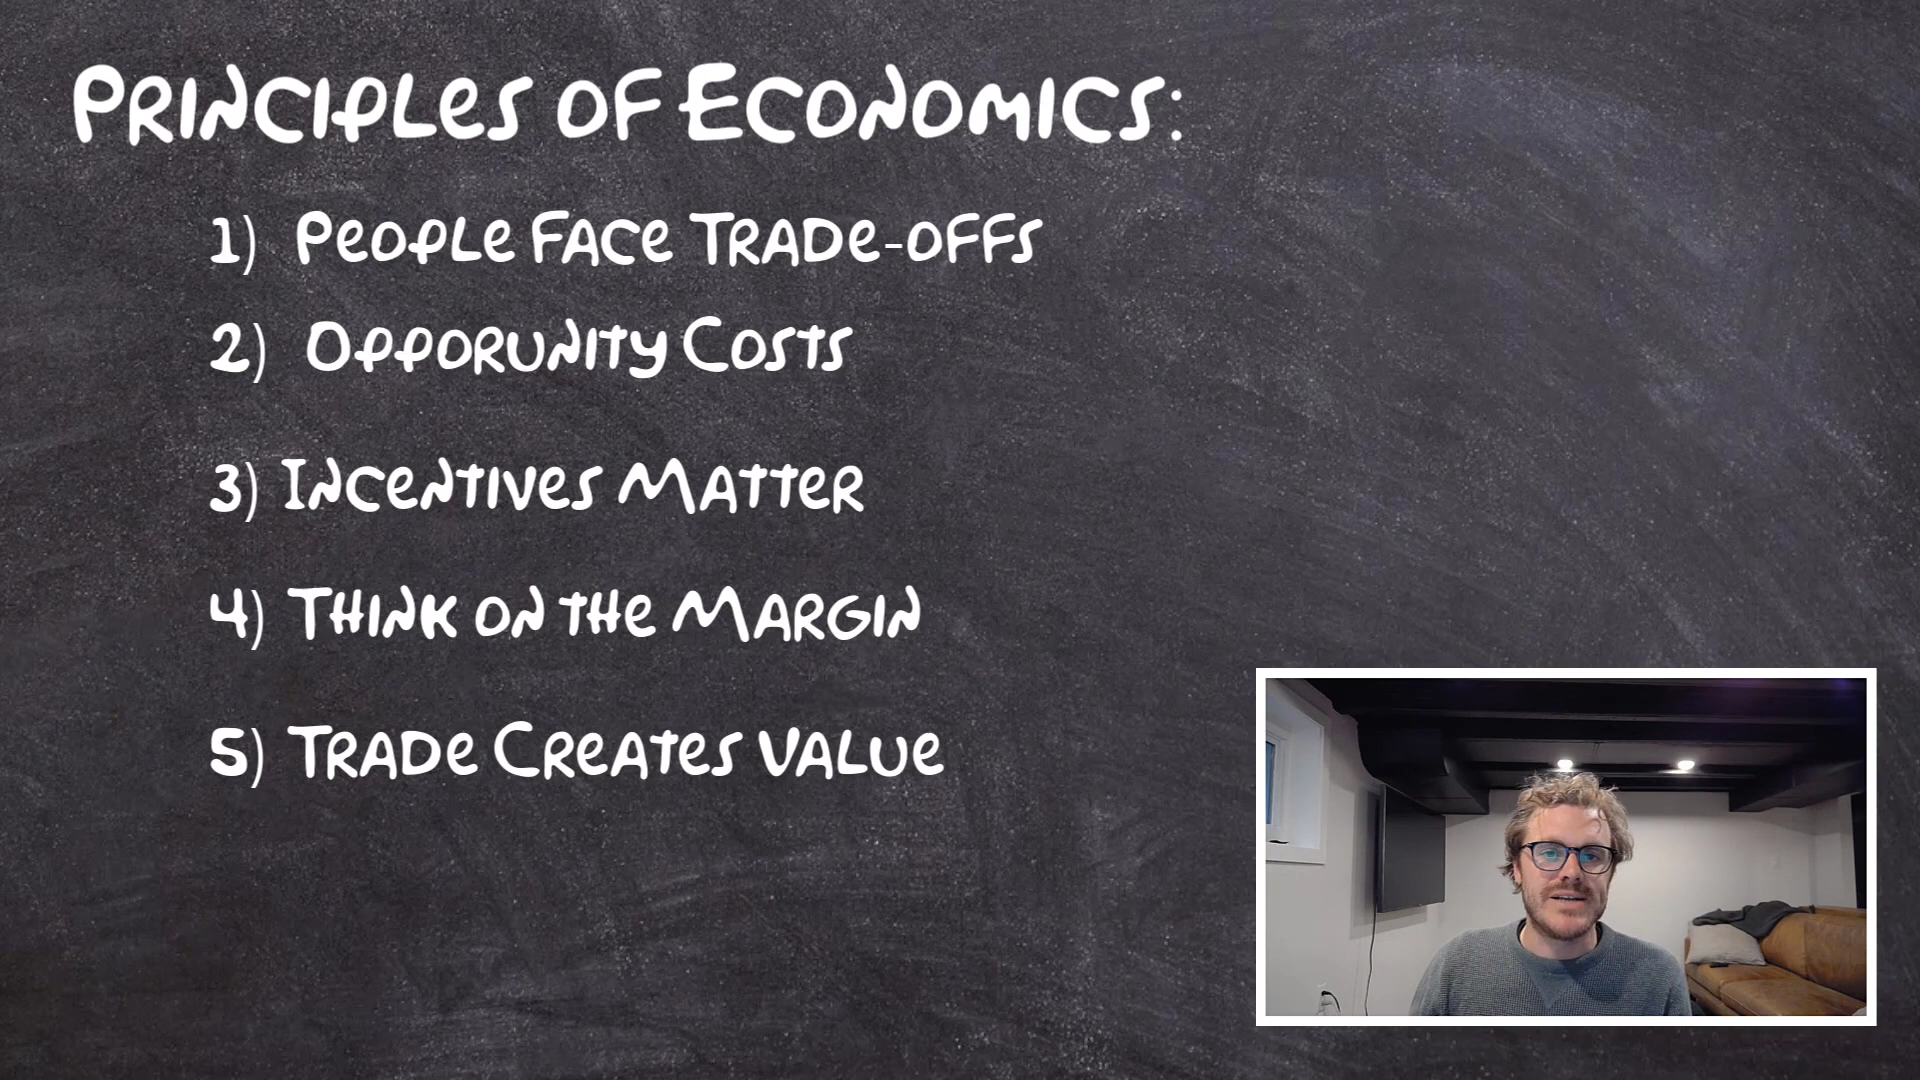 Principles of Economics:
1) People Face Trade-offs
2) Opporunity Costs
3) Incentives Matter
4) Think on the Margin
5) Trade Creates Value